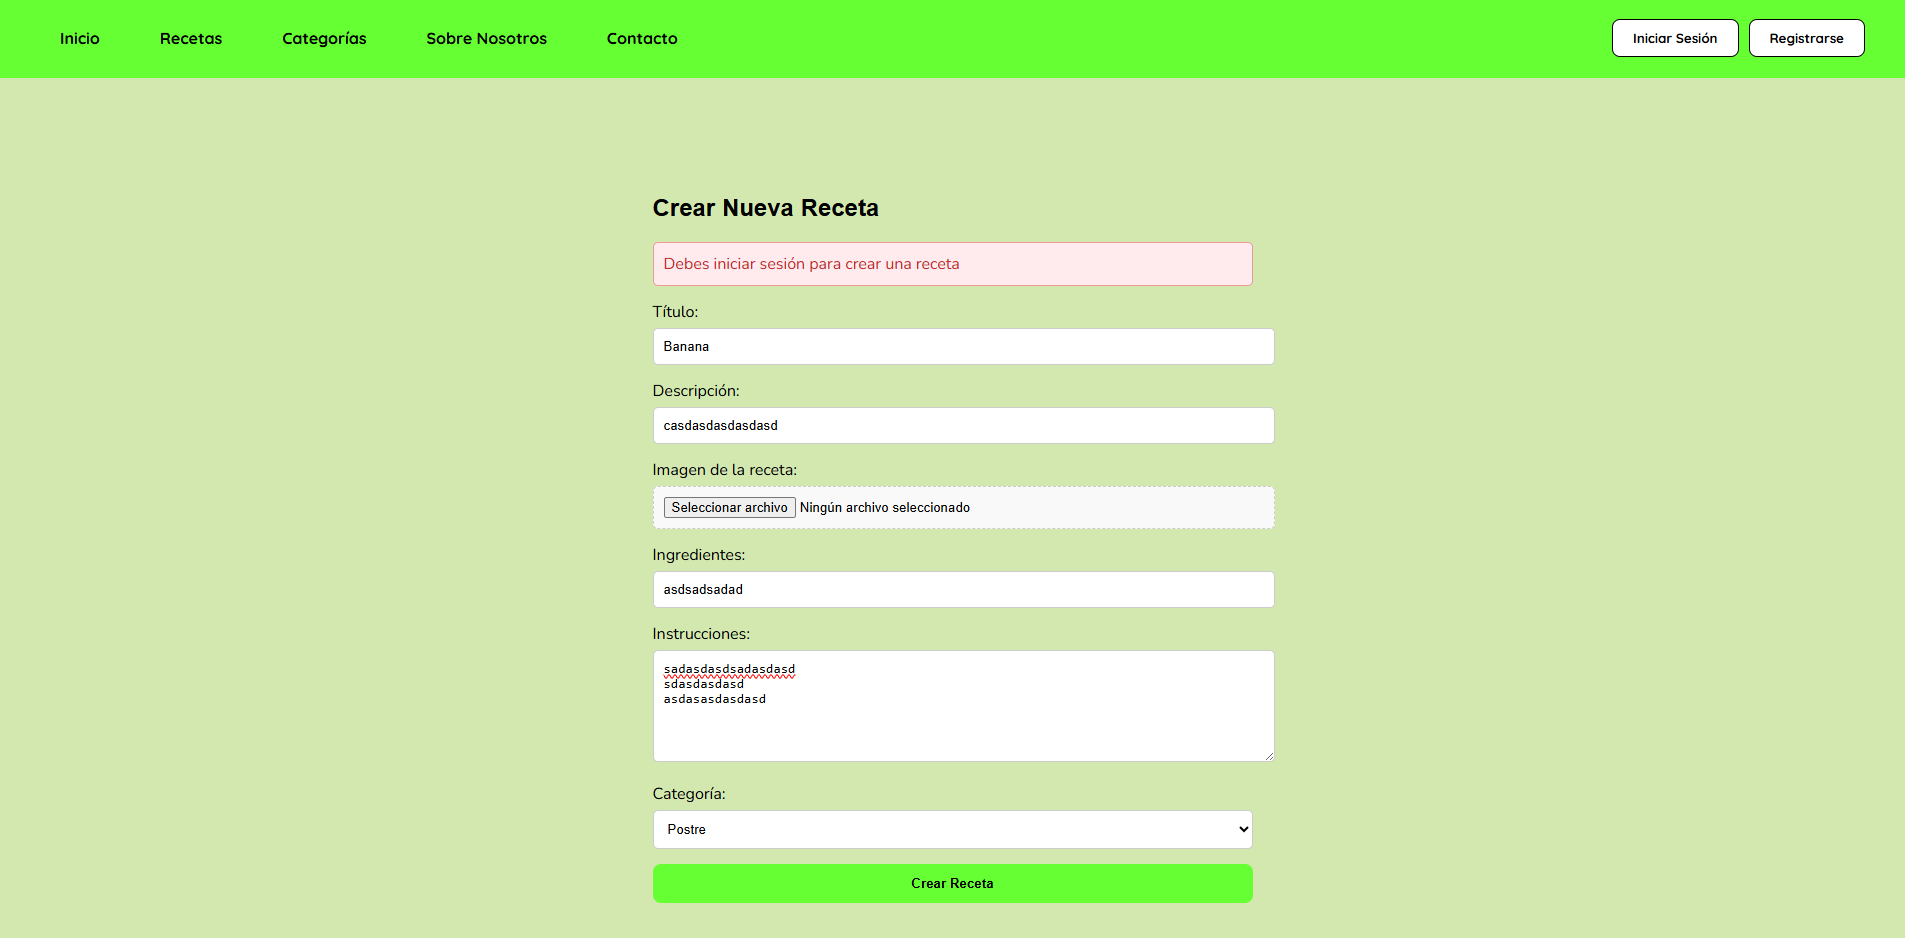 Inicio Recetas Categorías Sobre Nosotros Contacto Iniciar Sesión Registrarse
Crear Nueva Receta
Debes iniciar sesión para crear una receta
Título:
Banana
Descripción:
casdasdasdasdasd
Imagen de la receta:
Seleccionar archivo Ningún archivo seleccionado
Ingredientes:
asdsadsadad
Instrucciones:
sadasdasdsadasdasd
sdasdasdasd
asdasasdasdasd
Categoría:
Postre
Crear Receta